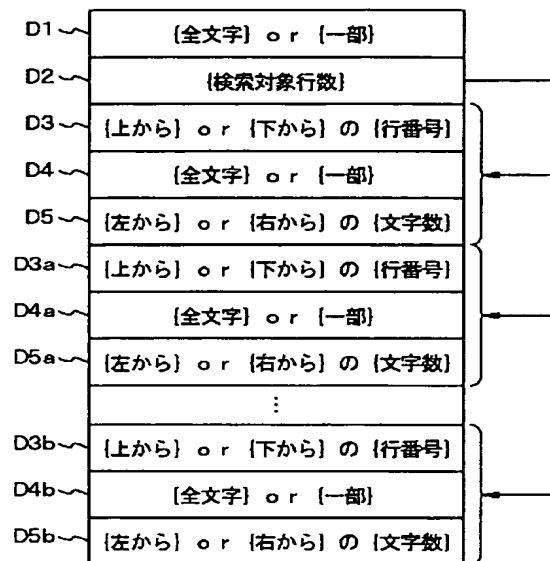 D1 {全文字} or {一部}
D2 {検索対象行数}
D3 {上から} or {下から} の {行番号}
D4 {全文字} or {一部}
D5 {左から} or {右から} の {文字数}
D3a {上から} or {下から} の {行番号}
D4a {全文字} or {一部}
D5a {左から} or {右から} の {文字数}
⋮
D3b {上から} or {下から} の {行番号}
D4b {全文字} or {一部}
D5b {左から} or {右から} の {文字数}